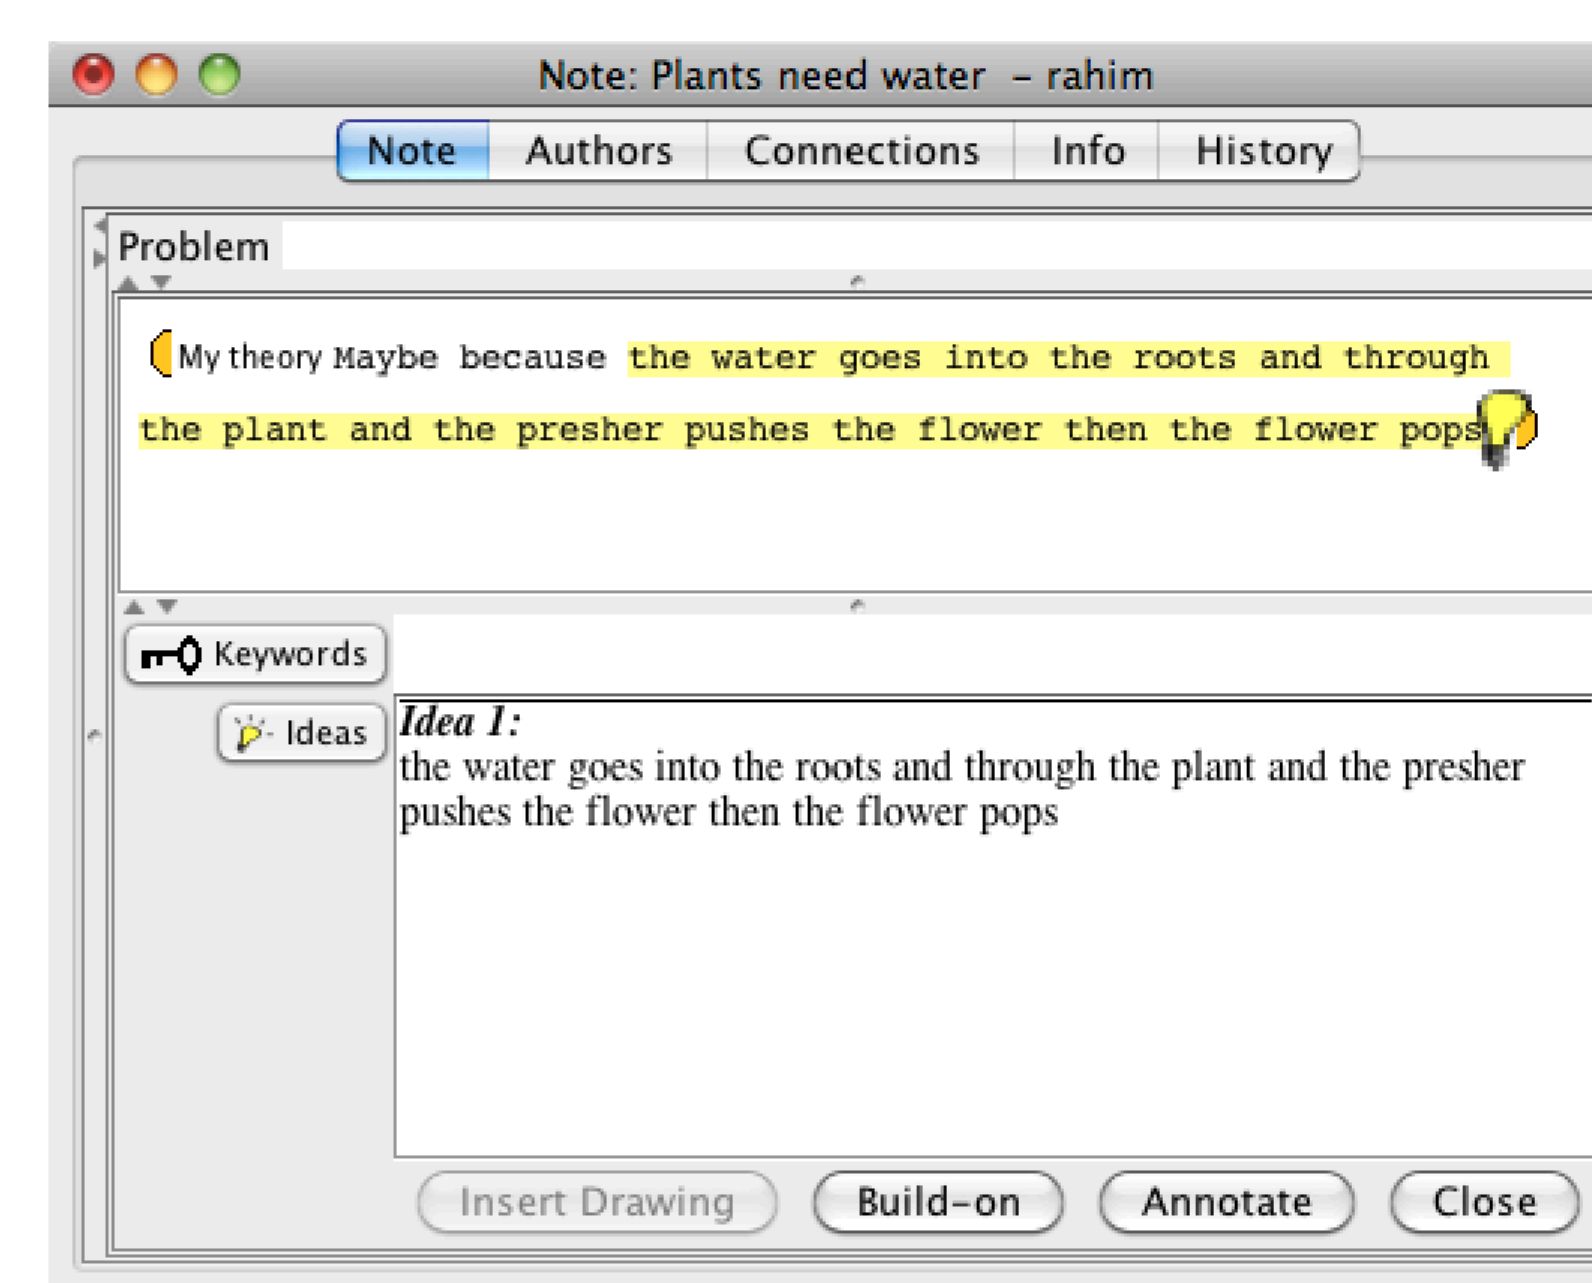 Note: Plants need water – rahim
Note Authors Connections Info History
Problem
My theory Maybe because the water goes into the roots and through
the plant and the presher pushes the flower then the flower pops
Keywords
Ideas
Idea 1:
the water goes into the roots and through the plant and the presher
pushes the flower then the flower pops
Insert Drawing Build-on Annotate Close